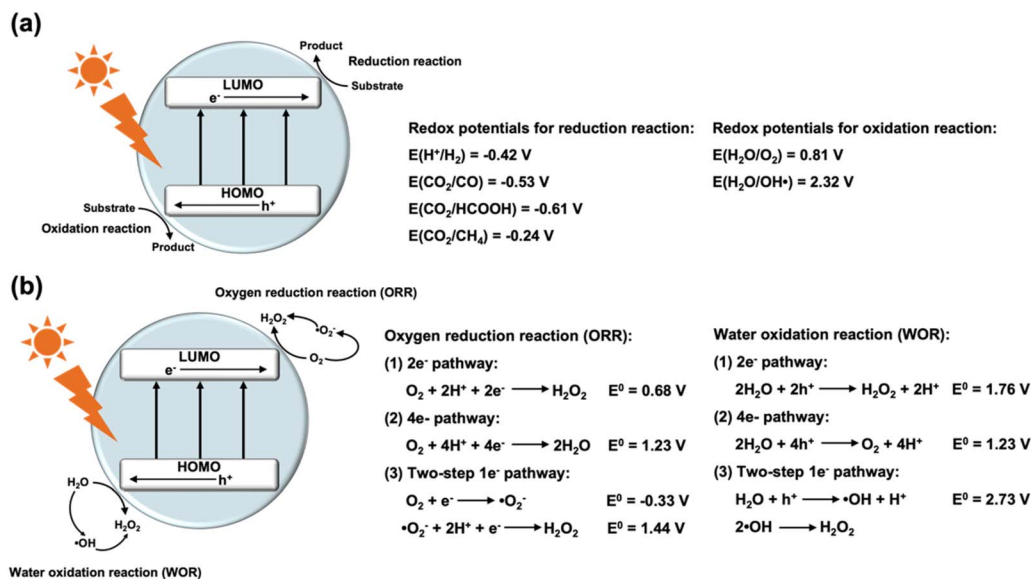 (a)
Product
Reduction reaction
LUMO
e⁻
Substrate
HOMO
h⁺
Substrate
Oxidation reaction
Product
Redox potentials for reduction reaction:
E(H⁺/H₂) = -0.42 V
E(CO₂/CO) = -0.53 V
E(CO₂/HCOOH) = -0.61 V
E(CO₂/CH₄) = -0.24 V
Redox potentials for oxidation reaction:
E(H₂O/O₂) = 0.81 V
E(H₂O/OH•) = 2.32 V
(b)
Oxygen reduction reaction (ORR)
H₂O₂
•O₂⁻
O₂
LUMO
e⁻
HOMO
h⁺
H₂O
H₂O₂
•OH
Water oxidation reaction (WOR)
Oxygen reduction reaction (ORR):
(1) 2e⁻ pathway:
O₂ + 2H⁺ + 2e⁻ ⟶ H₂O₂ E⁰ = 0.68 V
(2) 4e- pathway:
O₂ + 4H⁺ + 4e⁻ ⟶ 2H₂O E⁰ = 1.23 V
(3) Two-step 1e⁻ pathway:
O₂ + e⁻ ⟶ •O₂⁻ E⁰ = -0.33 V
•O₂⁻ + 2H⁺ + e⁻ ⟶ H₂O₂ E⁰ = 1.44 V
Water oxidation reaction (WOR):
(1) 2e⁻ pathway:
2H₂O + 2h⁺ ⟶ H₂O₂ + 2H⁺ E⁰ = 1.76 V
(2) 4e- pathway:
2H₂O + 4h⁺ ⟶ O₂ + 4H⁺ E⁰ = 1.23 V
(3) Two-step 1e⁻ pathway:
H₂O + h⁺ ⟶ •OH + H⁺ E⁰ = 2.73 V
2•OH ⟶ H₂O₂